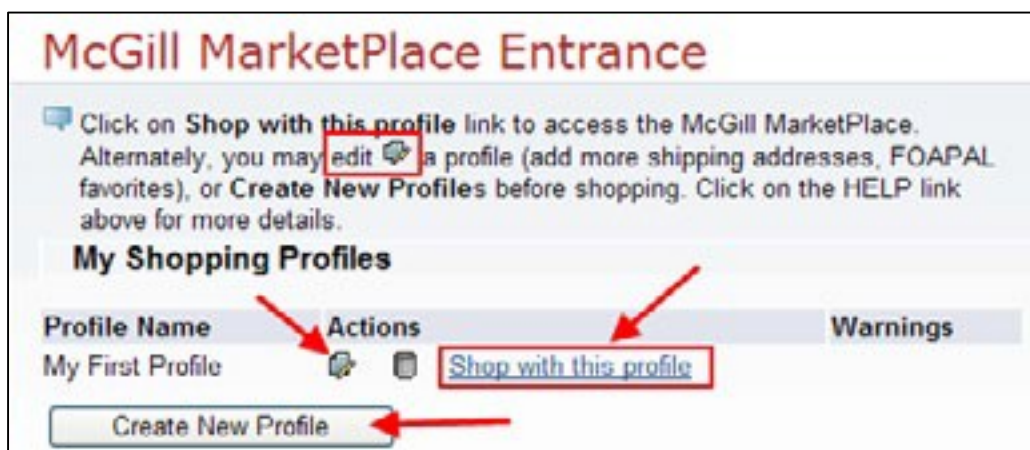 McGill MarketPlace Entrance
Click on Shop with this profile link to access the McGill MarketPlace.
Alternately, you may edit a profile (add more shipping addresses, FOAPAL
favorites), or Create New Profiles before shopping. Click on the HELP link
above for more details.
My Shopping Profiles
Profile Name Actions Warnings
My First Profile Shop with this profile
Create New Profile